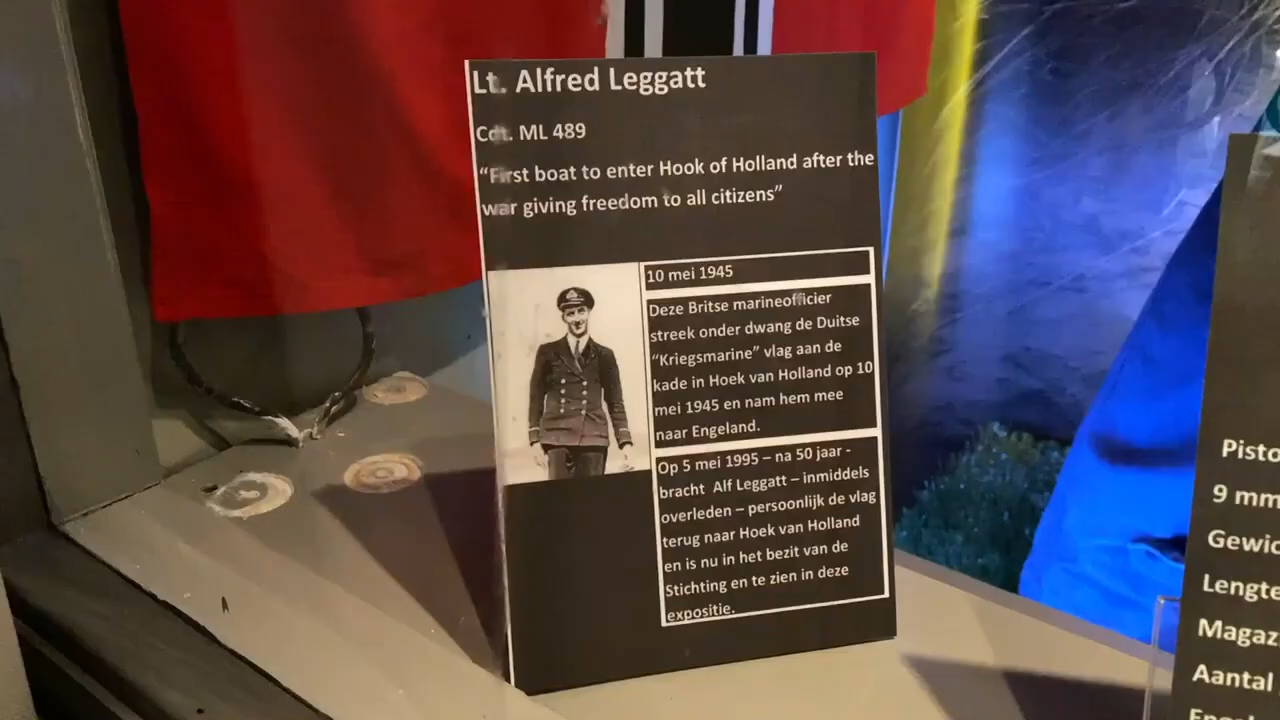 Lt. Alfred Leggatt
Cdt. ML 489
“First boat to enter Hook of Holland after the
war giving freedom to all citizens”
10 mei 1945
Deze Britse marineofficier
streek onder dwang de Duitse
“Kriegsmarine” vlag aan de
kade in Hoek van Holland op 10
mei 1945 en nam hem mee
naar Engeland.
Op 5 mei 1995 – na 50 jaar -
bracht Alf Leggatt – inmiddels
overleden – persoonlijk de vlag
terug naar Hoek van Holland
en is nu in het bezit van de
Stichting en te zien in deze
expositie.
Pisto
9 mm
Gewic
Lengte
Magaz
Aantal